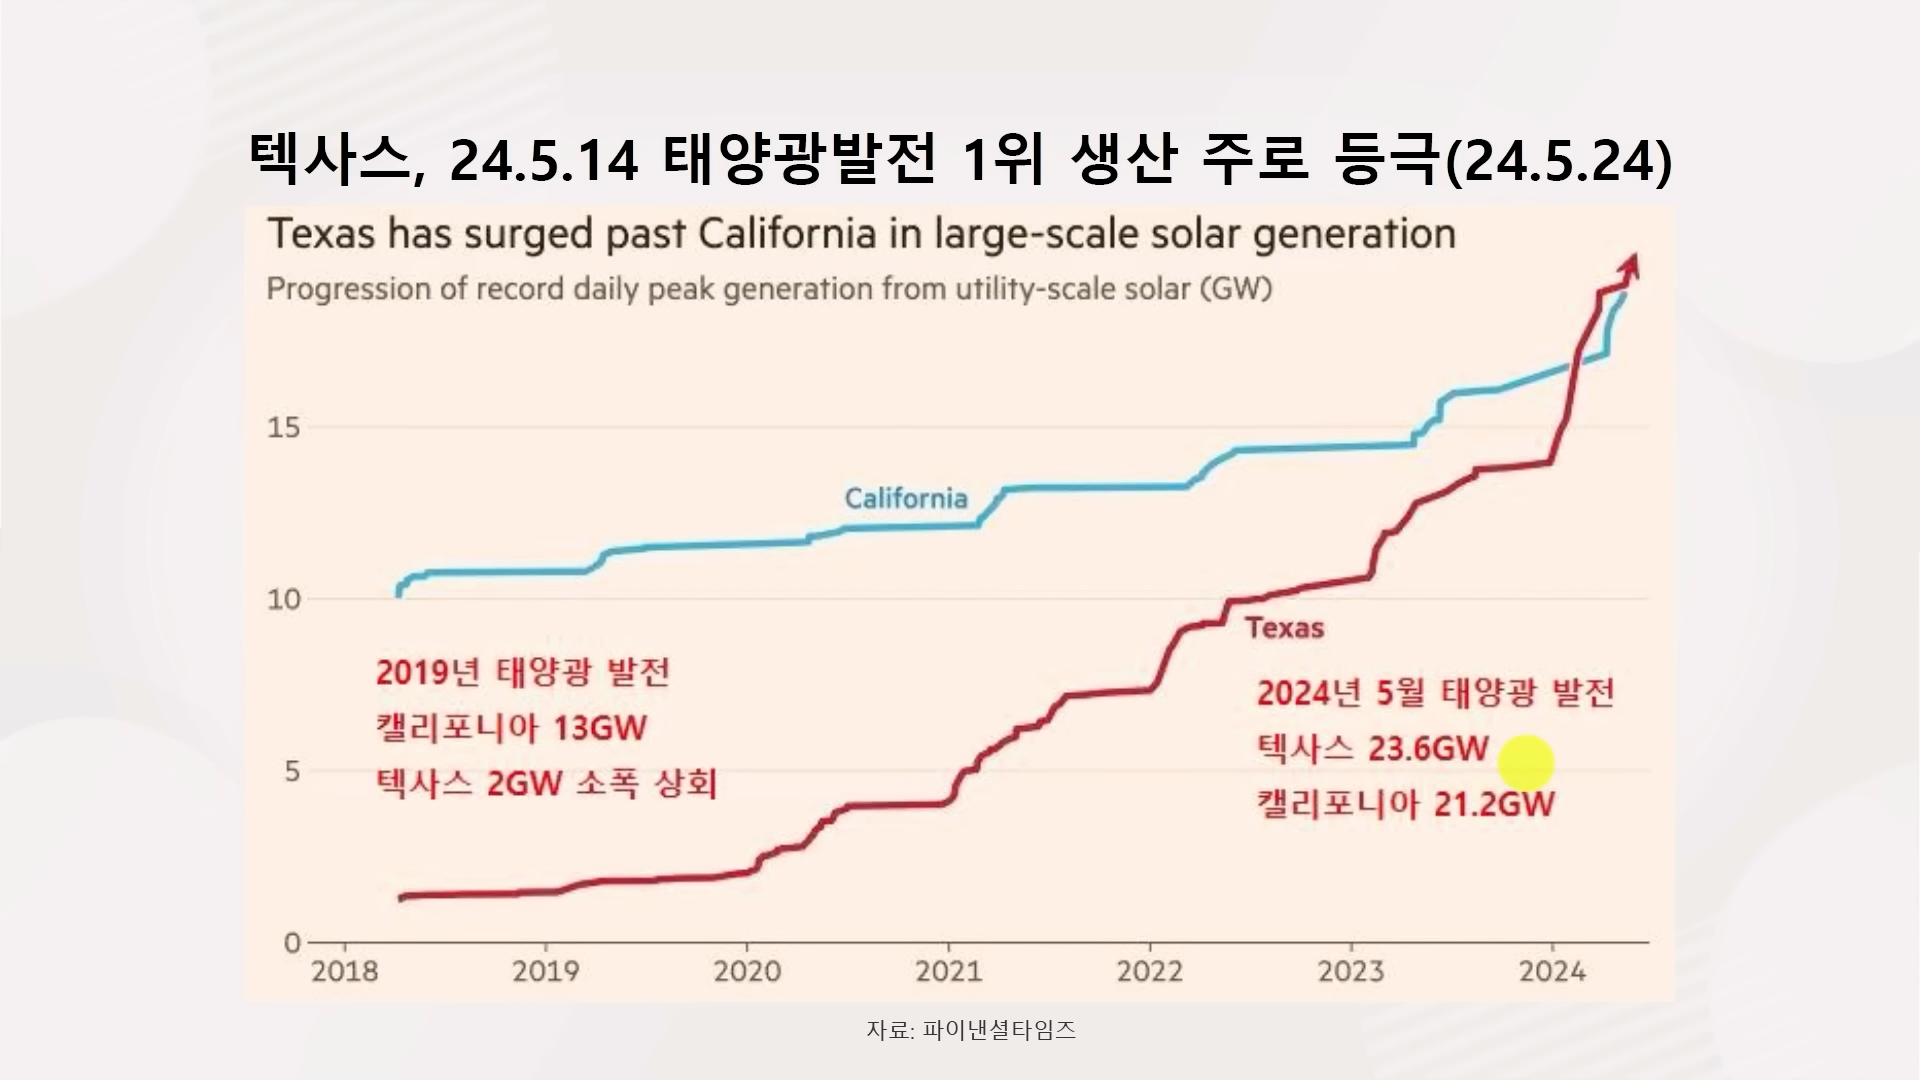 텍사스, 24.5.14 태양광발전 1위 생산 주로 등극(24.5.24)
Texas has surged past California in large-scale solar generation
Progression of record daily peak generation from utility-scale solar (GW)
15
California
10
Texas
2019년 태양광 발전
캘리포니아 13GW
텍사스 2GW 소폭 상회
2024년 5월 태양광 발전
텍사스 23.6GW
캘리포니아 21.2GW
5
0
2018 2019 2020 2021 2022 2023 2024
자료: 파이낸셜타임즈